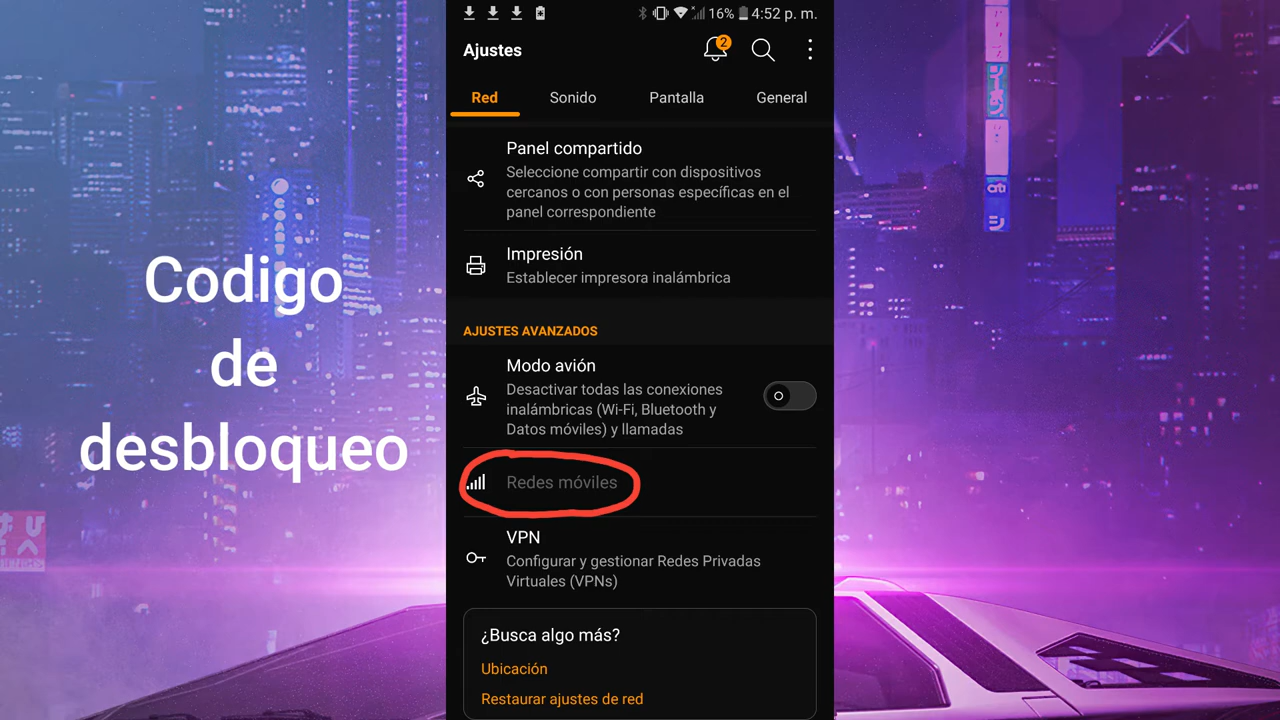 Codigo
de
desbloqueo
16% 4:52 p. m.
Ajustes
2
Red Sonido Pantalla General
Panel compartido
Seleccione compartir con dispositivos
cercanos o con personas específicas en el
panel correspondiente
Impresión
Establecer impresora inalámbrica
AJUSTES AVANZADOS
Modo avión
Desactivar todas las conexiones
inalámbricas (Wi-Fi, Bluetooth y
Datos móviles) y llamadas
Redes móviles
VPN
Configurar y gestionar Redes Privadas
Virtuales (VPNs)
¿Busca algo más?
Ubicación
Restaurar ajustes de red
citi